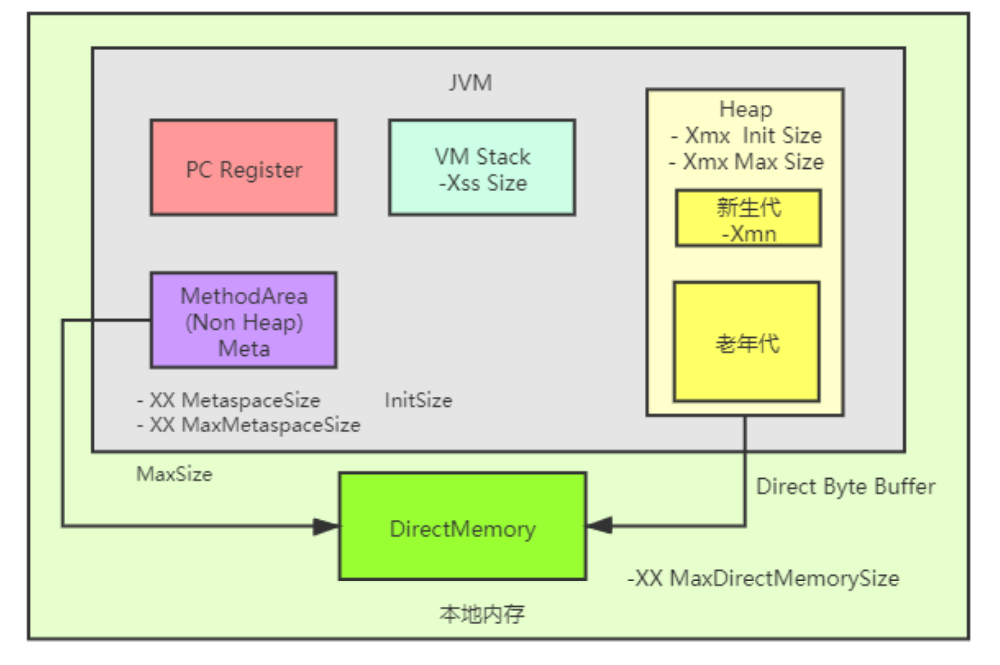 JVM
PC Register
VM Stack
-Xss Size
Heap
- Xmx Init Size
- Xmx Max Size
新生代
-Xmn
老年代
MethodArea
(Non Heap)
Meta
- XX MetaspaceSize InitSize
- XX MaxMetaspaceSize
MaxSize
Direct Byte Buffer
DirectMemory
-XX MaxDirectMemorySize
本地内存